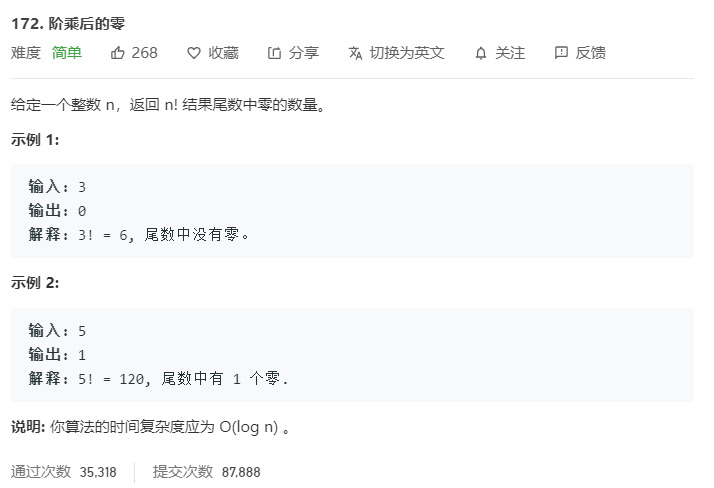 172. 阶乘后的零
难度 简单 268 收藏 分享 切换为英文 关注 反馈
给定一个整数 n，返回 n! 结果尾数中零的数量。
示例 1:
输入: 3
输出: 0
解释: 3! = 6, 尾数中没有零。
示例 2:
输入: 5
输出: 1
解释: 5! = 120, 尾数中有 1 个零.
说明: 你算法的时间复杂度应为 O(log n) 。
通过次数 35,318 提交次数 87,888